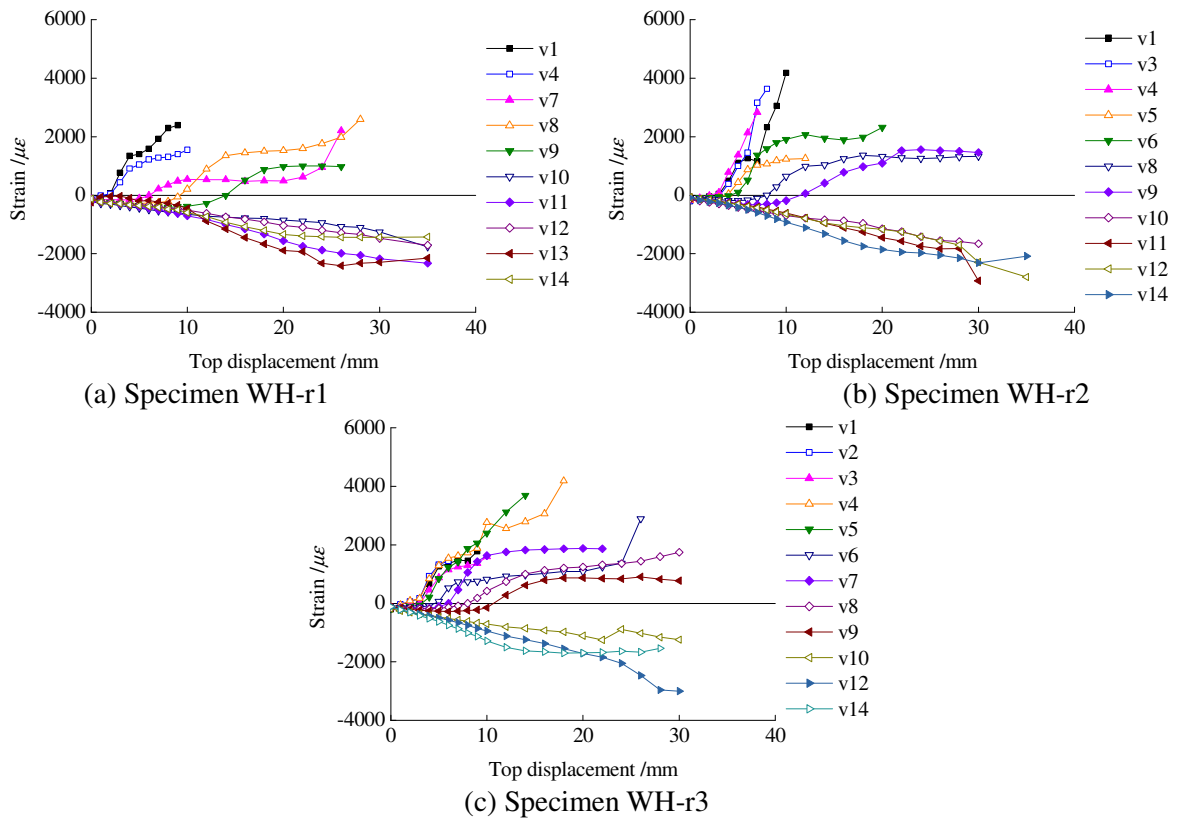 6000
4000
2000
0
-2000
-4000
Strain /με
0
10
20
30
40
Top displacement /mm
v1
v4
v7
v8
v9
v10
v11
v12
v13
v14
(a) Specimen WH-r1
6000
4000
2000
0
-2000
-4000
Strain /με
0
10
20
30
40
Top displacement /mm
v1
v3
v4
v5
v6
v8
v9
v10
v11
v12
v14
(b) Specimen WH-r2
6000
4000
2000
0
-2000
-4000
Strain /με
0
10
20
30
40
Top displacement /mm
v1
v2
v3
v4
v5
v6
v7
v8
v9
v10
v12
v14
(c) Specimen WH-r3